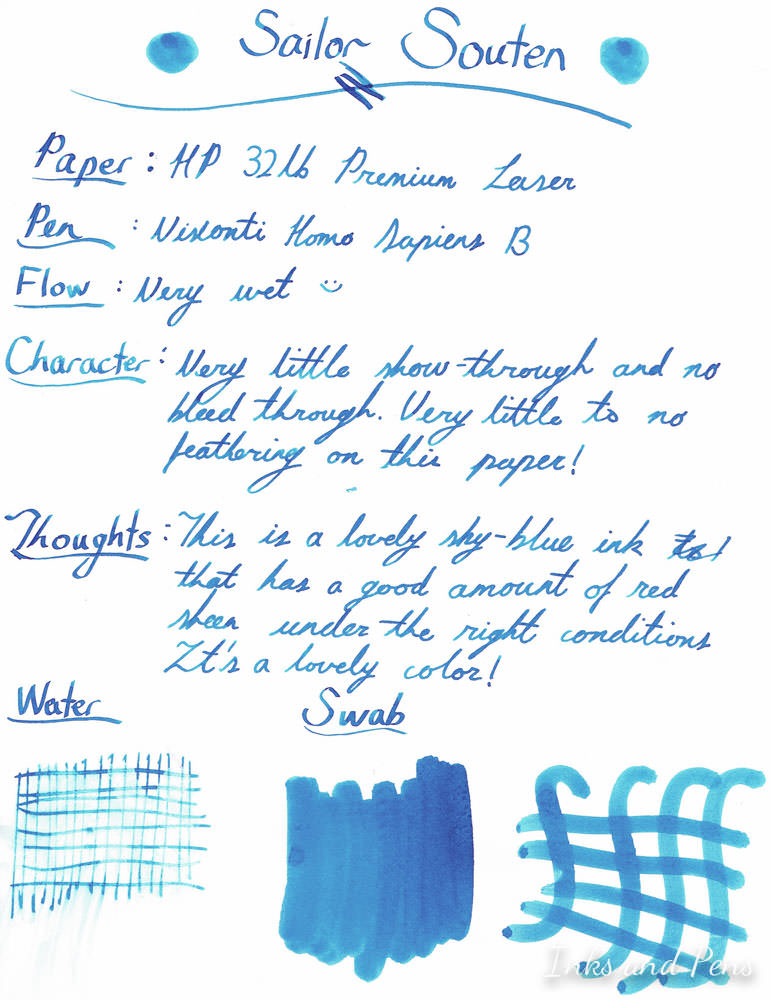 Sailor Souten
Paper: HP 32lb Premium Laser
Pen : Visconti Homo Sapiens B
Flow : Very wet
Character: Very little show-through and no
bleed through. Very little to no
feathering on this paper!
Thoughts: This is a lovely sky-blue ink
that has a good amount of red
sheen under the right conditions
It's a lovely color!
Water
Swab
Inks and Pens